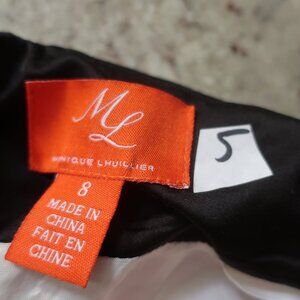 ML
MONIQUE LHUILLIER
5
8
MADE IN
CHINA
FAIT EN
CHINE